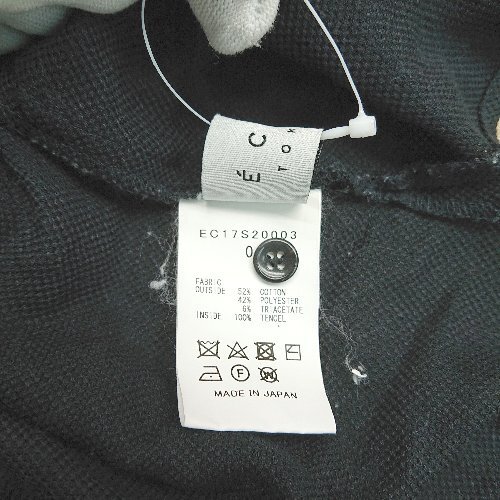 É C
T O K
EC17S20003
0
FABRIC
OUTSIDE 52% COTTON
42% POLYESTER
6% TRIACETATE
INSIDE 100% TENCEL
F
MADE IN JAPAN